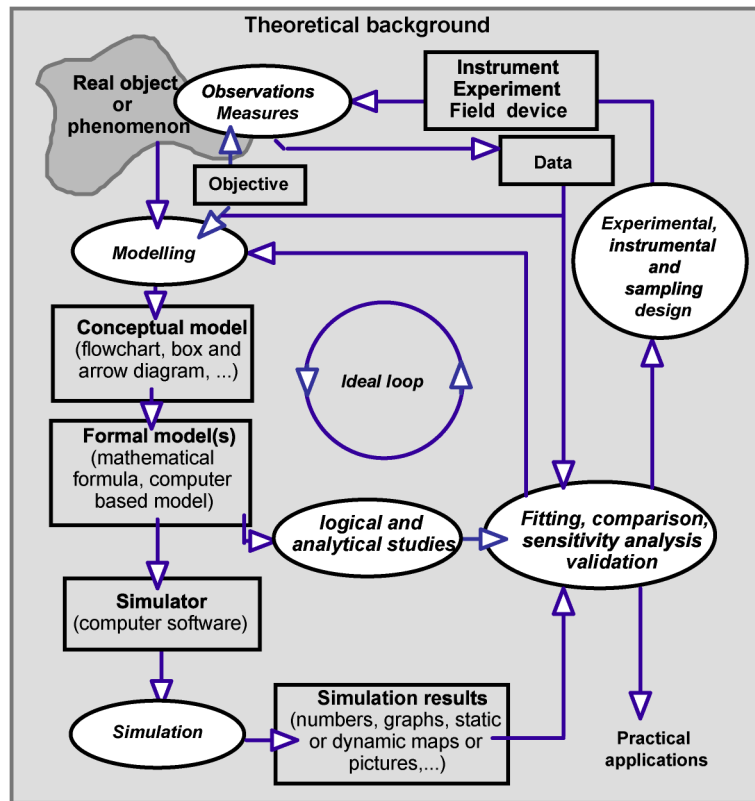 Theoretical background
Real object
or
phenomenon
Observations
Measures
Instrument
Experiment
Field device
Data
Objective
Modelling
Experimental,
instrumental
and
sampling
design
Conceptual model
(flowchart, box and
arrow diagram, ...)
Ideal loop
Formal model(s)
(mathematical
formula, computer
based model)
logical and
analytical studies
Fitting, comparison,
sensitivity analysis
validation
Simulator
(computer software)
Simulation
Simulation results
(numbers, graphs, static
or dynamic maps or
pictures,...)
Practical
applications